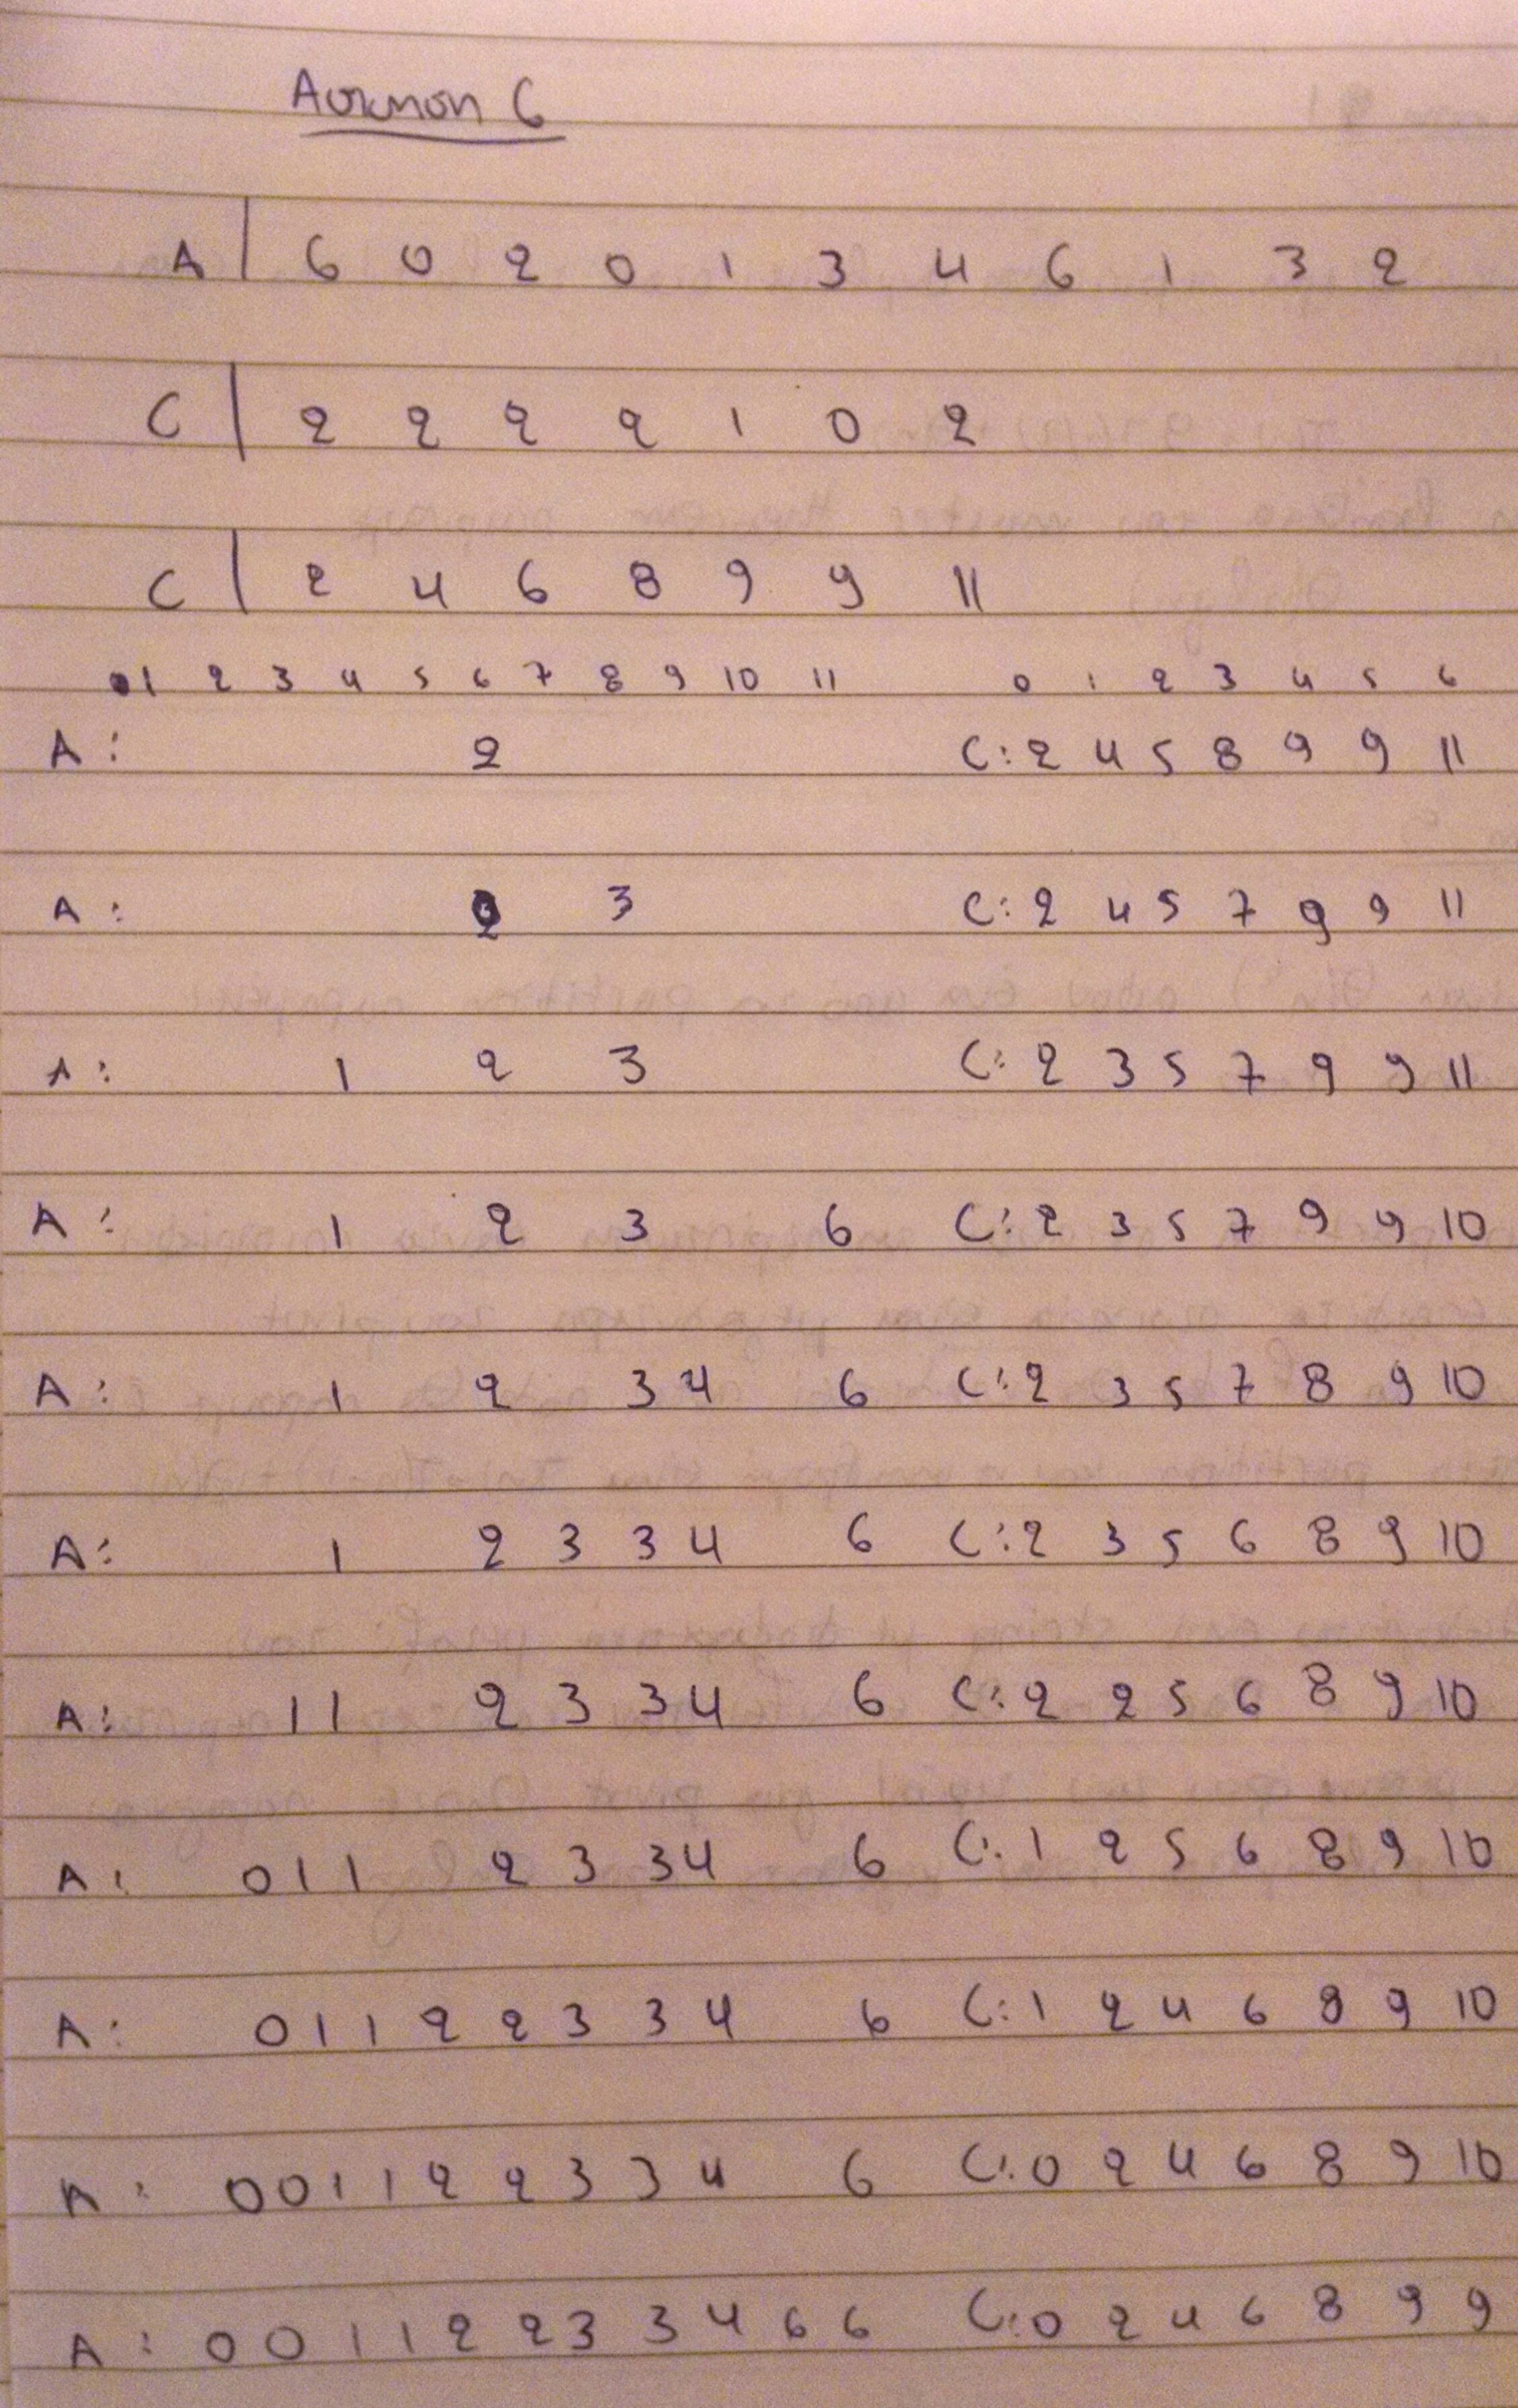 Άσκηση 6
A | 6 0 2 0 1 3 4 6 1 3 2
C | 2 2 2 2 1 0 2
C | 2 4 6 8 9 9 11
1 2 3 4 5 6 7 8 9 10 11 0 1 2 3 4 5 6
A: 2 C: 2 4 5 8 9 9 11
A: 2 3 C: 2 4 5 7 9 9 11
A: 1 2 3 C: 2 3 5 7 9 9 11
A: 1 2 3 6 C: 2 3 5 7 9 9 10
A: 1 2 3 4 6 C: 2 3 5 7 8 9 10
A: 1 2 3 3 4 6 C: 2 3 5 6 8 9 10
A: 1 1 2 3 3 4 6 C: 2 2 5 6 8 9 10
A: 0 1 1 2 3 3 4 6 C: 1 2 5 6 8 9 10
A: 0 1 1 2 2 3 3 4 6 C: 1 2 4 6 8 9 10
A: 0 0 1 1 2 2 3 3 4 6 C: 0 2 4 6 8 9 10
A: 0 0 1 1 2 2 3 3 4 6 6 C: 0 2 4 6 8 9 9